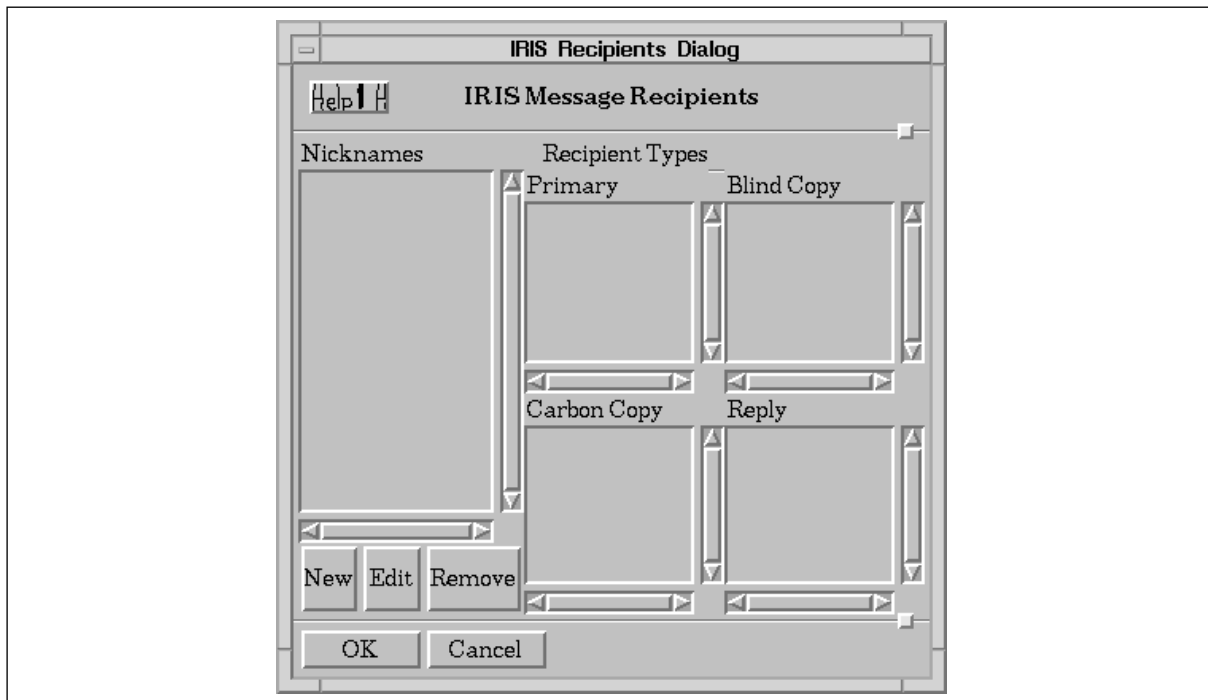 IRIS Recipients Dialog
Help
IRIS Message Recipients
Nicknames
Recipient Types
Primary
Blind Copy
Carbon Copy
Reply
New
Edit
Remove
OK
Cancel